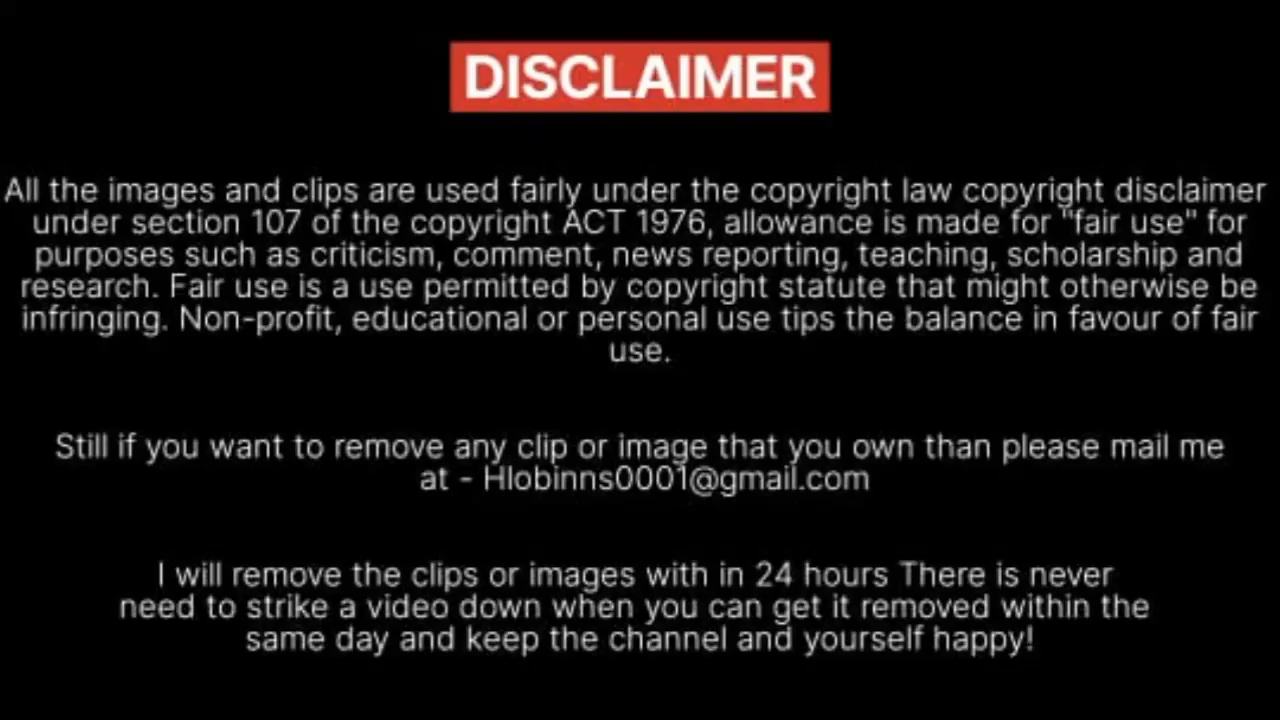 DISCLAIMER
All the images and clips are used fairly under the copyright law copyright disclaimer
under section 107 of the copyright ACT 1976, allowance is made for "fair use" for
purposes such as criticism, comment, news reporting, teaching, scholarship and
research. Fair use is a use permitted by copyright statute that might otherwise be
infringing. Non-profit, educational or personal use tips the balance in favour of fair
use.
Still if you want to remove any clip or image that you own than please mail me
at - Hlobinns0001@gmail.com
I will remove the clips or images with in 24 hours There is never
need to strike a video down when you can get it removed within the
same day and keep the channel and yourself happy!